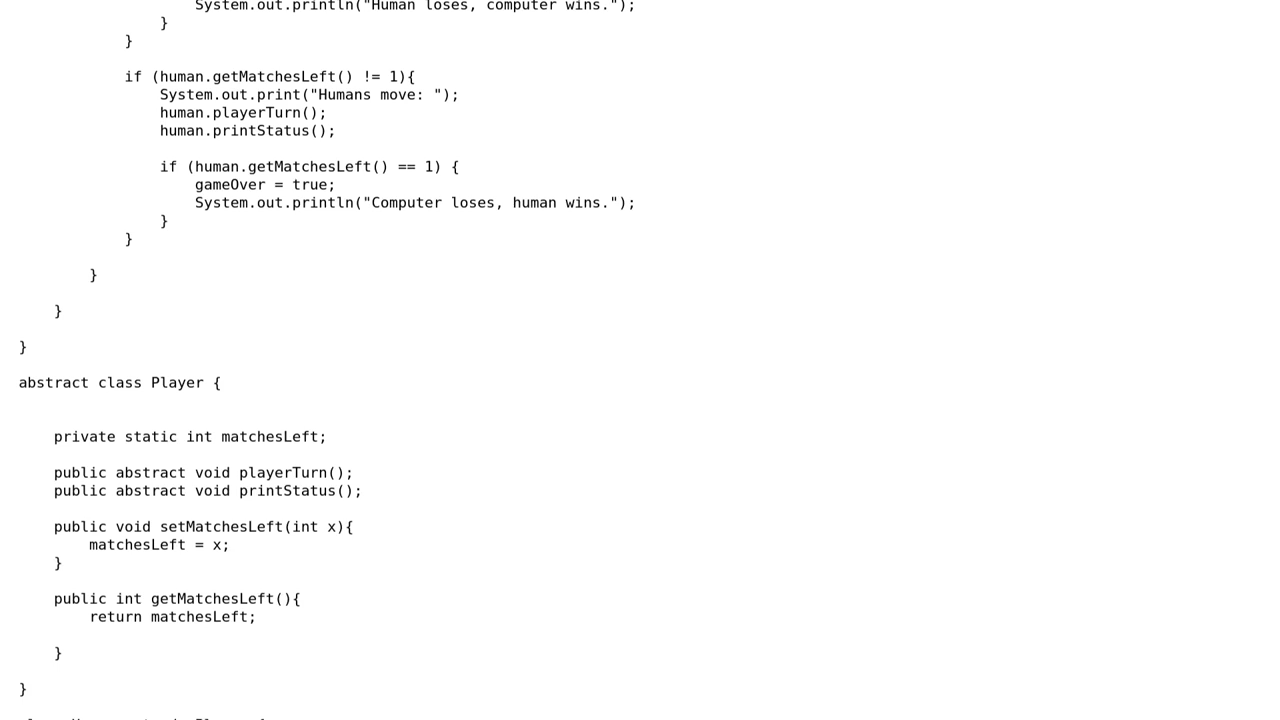 System.out.println("Human loses, computer wins.");
                }
            }

            if (human.getMatchesLeft() != 1){
                System.out.print("Humans move: ");
                human.playerTurn();
                human.printStatus();

                if (human.getMatchesLeft() == 1) {
                    gameOver = true;
                    System.out.println("Computer loses, human wins.");
                }
            }

        }

    }

}

abstract class Player {


    private static int matchesLeft;

    public abstract void playerTurn();
    public abstract void printStatus();

    public void setMatchesLeft(int x){
        matchesLeft = x;
    }

    public int getMatchesLeft(){
        return matchesLeft;

    }

}